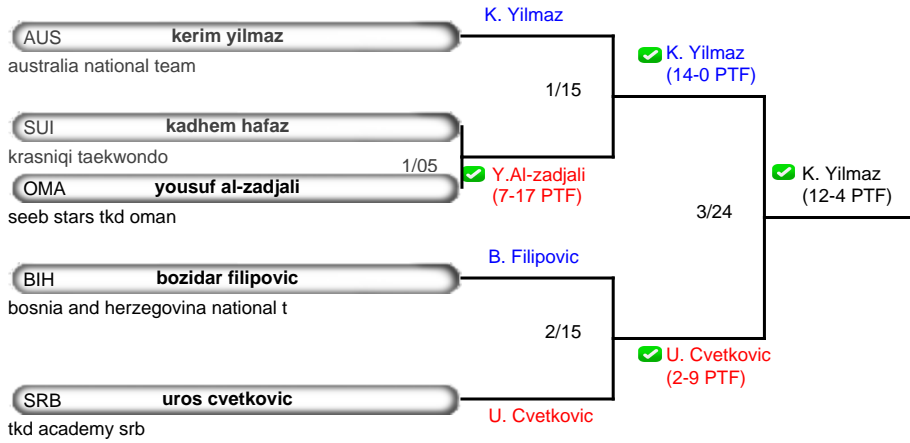 K. Yilmaz
AUS kerim yilmaz
australia national team
K. Yilmaz
(14-0 PTF)
1/15
SUI kadhem hafaz
krasniqi taekwondo
1/05
OMA yousuf al-zadjali
seeb stars tkd oman
Y.Al-zadjali
(7-17 PTF)
K. Yilmaz
(12-4 PTF)
3/24
B. Filipovic
BIH bozidar filipovic
bosnia and herzegovina national t
2/15
U. Cvetkovic
(2-9 PTF)
SRB uros cvetkovic
tkd academy srb
U. Cvetkovic